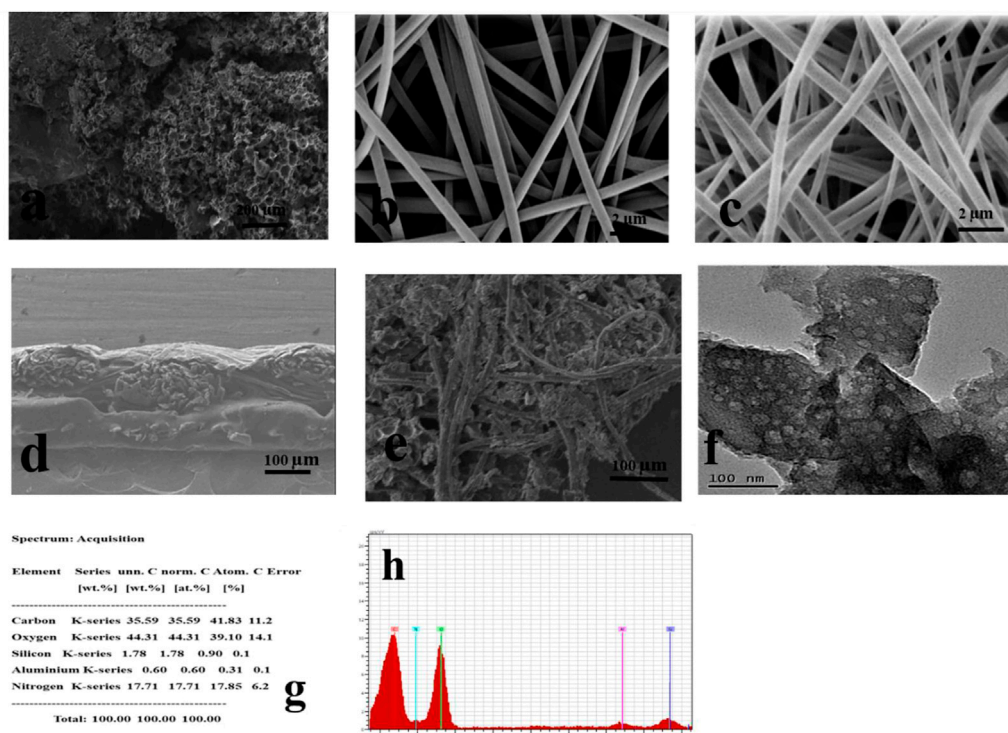 a
200 µm
b
2 µm
c
2 µm
d
100 µm
e
100 µm
f
100 nm
Spectrum: Acquisition
Element Series unn. C norm. C Atom. C Error
[wt.%] [wt.%] [at.%] [%]
Carbon K-series 35.59 35.59 41.83 11.2
Oxygen K-series 44.31 44.31 39.10 14.1
Silicon K-series 1.78 1.78 0.90 0.1
Aluminium K-series 0.60 0.60 0.31 0.1
Nitrogen K-series 17.71 17.71 17.85 6.2
Total: 100.00 100.00 100.00
g
h